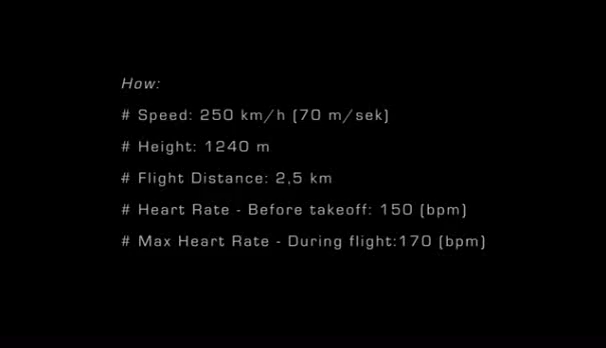 How:
# Speed: 250 km/h (70 m/sek)
# Height: 1240 m
# Flight Distance: 2,5 km
# Heart Rate - Before takeoff: 150 (bpm)
# Max Heart Rate - During flight:170 (bpm)